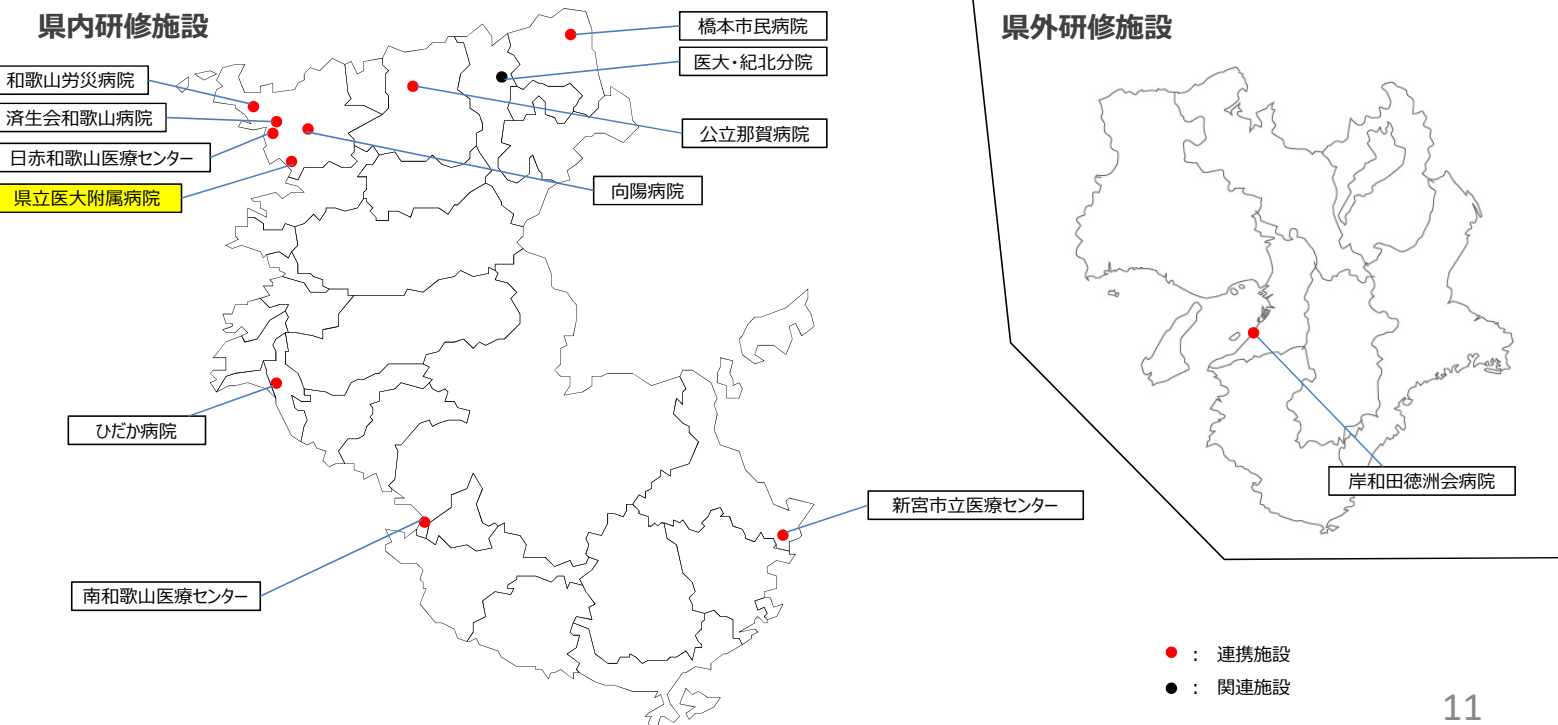 県内研修施設
和歌山労災病院
済生会和歌山病院
日赤和歌山医療センター
県立医大附属病院
橋本市民病院
医大・紀北分院
公立那賀病院
向陽病院
ひだか病院
南和歌山医療センター
新宮市立医療センター
県外研修施設
岸和田徳洲会病院
： 連携施設
： 関連施設
11